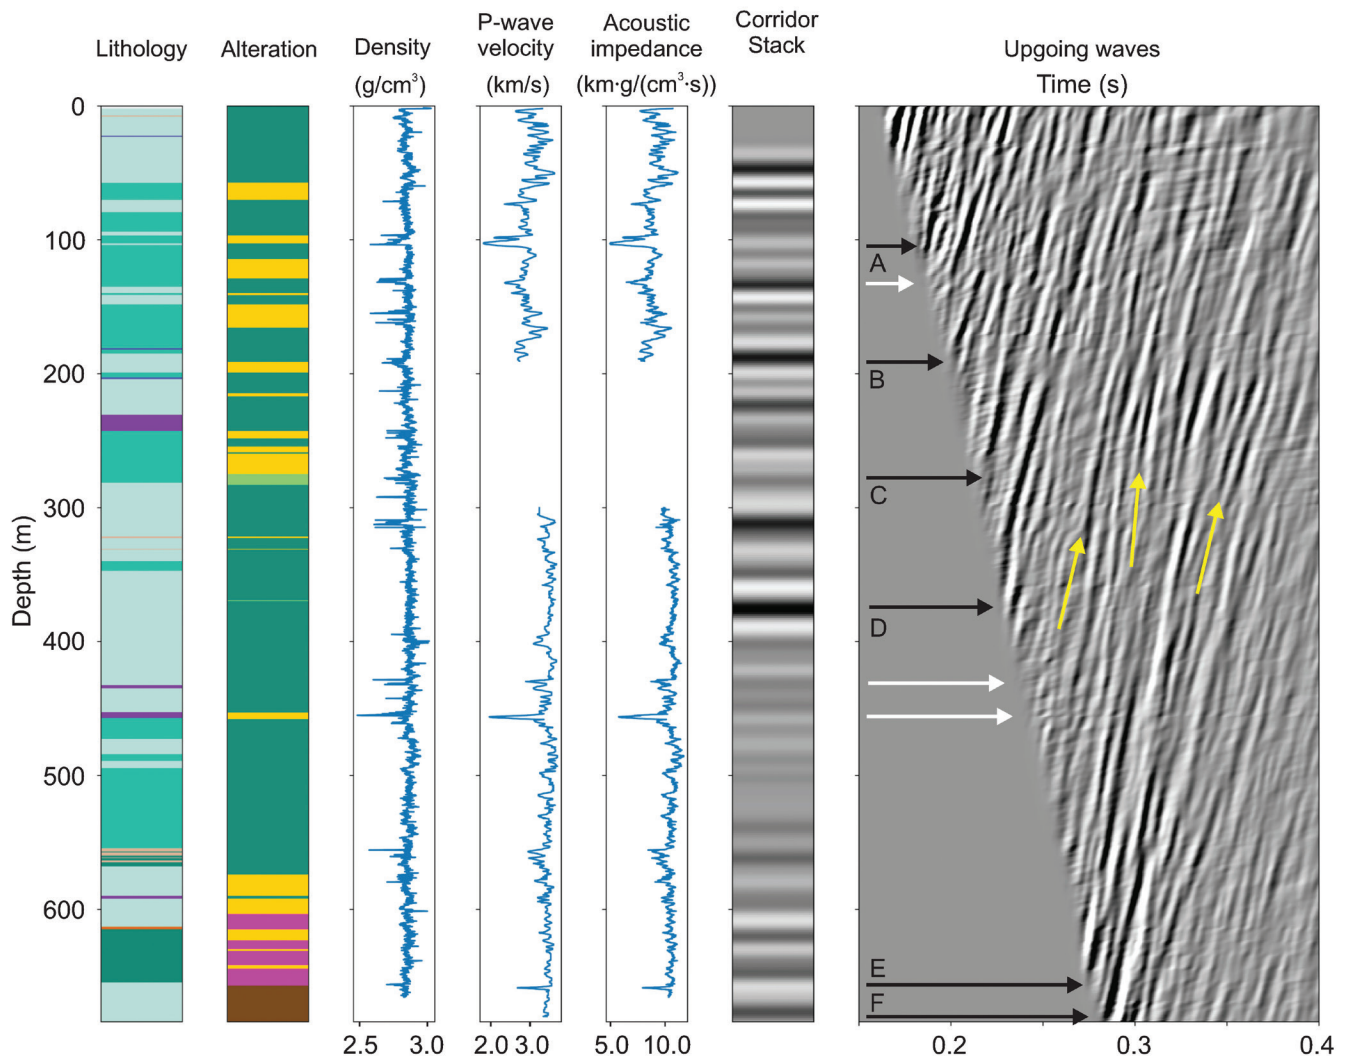 Lithology
Alteration
Density
(g/cm³)
P-wave
velocity
(km/s)
Acoustic
impedance
(km·g/(cm³·s))
Corridor
Stack
Upgoing waves
Time (s)
Depth (m)
0
100
200
300
400
500
600
A
B
C
D
E
F
2.5
3.0
2.0
3.0
5.0
10.0
0.2
0.3
0.4